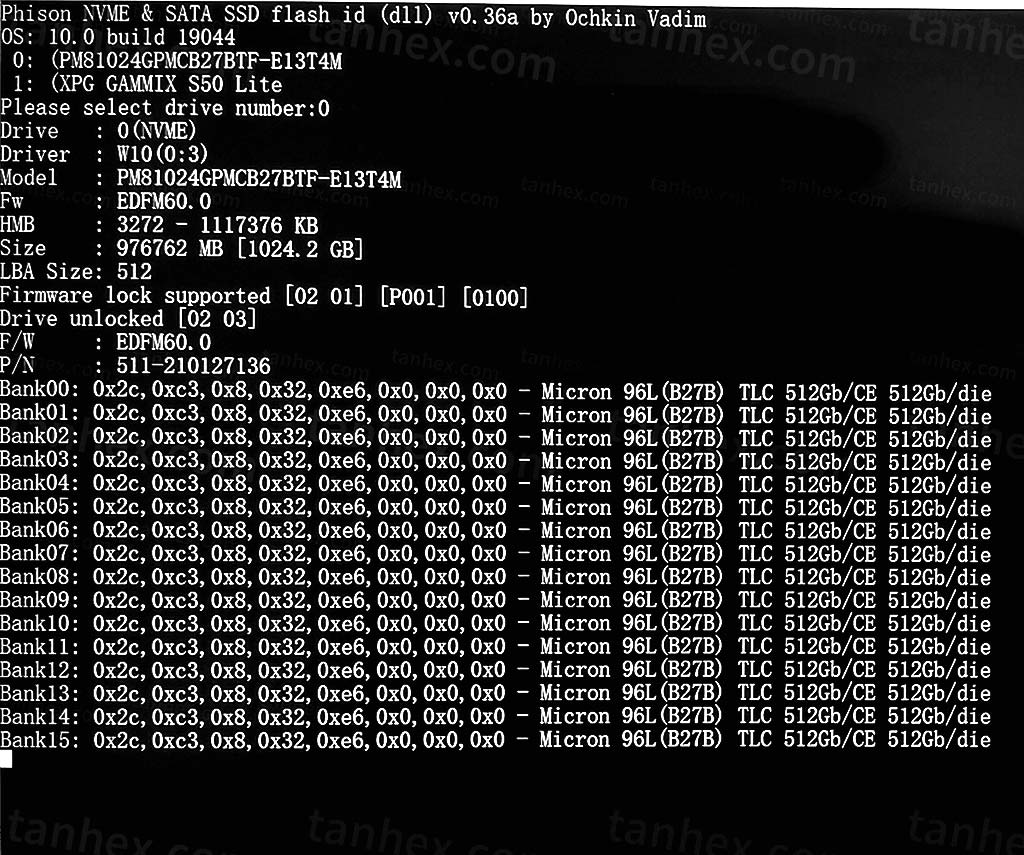 Phison NVME & SATA SSD flash id (dll) v0.36a by Ochkin Vadim
OS: 10.0 build 19044
0: (PM81024GPMCB27BTF-E13T4M
1: (XPG GAMMIX S50 Lite
Please select drive number:0
Drive : 0(NVME)
Driver : W10(0:3)
Model : PM81024GPMCB27BTF-E13T4M
Fw : EDFM60.0
HMB : 3272 - 1117376 KB
Size : 976762 MB [1024.2 GB]
LBA Size: 512
Firmware lock supported [02 01] [P001] [0100]
Drive unlocked [02 03]
F/W : EDFM60.0
P/N : 511-210127136
Bank00: 0x2c,0xc3,0x8,0x32,0xe6,0x0,0x0,0x0 - Micron 96L(B27B) TLC 512Gb/CE 512Gb/die
Bank01: 0x2c,0xc3,0x8,0x32,0xe6,0x0,0x0,0x0 - Micron 96L(B27B) TLC 512Gb/CE 512Gb/die
Bank02: 0x2c,0xc3,0x8,0x32,0xe6,0x0,0x0,0x0 - Micron 96L(B27B) TLC 512Gb/CE 512Gb/die
Bank03: 0x2c,0xc3,0x8,0x32,0xe6,0x0,0x0,0x0 - Micron 96L(B27B) TLC 512Gb/CE 512Gb/die
Bank04: 0x2c,0xc3,0x8,0x32,0xe6,0x0,0x0,0x0 - Micron 96L(B27B) TLC 512Gb/CE 512Gb/die
Bank05: 0x2c,0xc3,0x8,0x32,0xe6,0x0,0x0,0x0 - Micron 96L(B27B) TLC 512Gb/CE 512Gb/die
Bank06: 0x2c,0xc3,0x8,0x32,0xe6,0x0,0x0,0x0 - Micron 96L(B27B) TLC 512Gb/CE 512Gb/die
Bank07: 0x2c,0xc3,0x8,0x32,0xe6,0x0,0x0,0x0 - Micron 96L(B27B) TLC 512Gb/CE 512Gb/die
Bank08: 0x2c,0xc3,0x8,0x32,0xe6,0x0,0x0,0x0 - Micron 96L(B27B) TLC 512Gb/CE 512Gb/die
Bank09: 0x2c,0xc3,0x8,0x32,0xe6,0x0,0x0,0x0 - Micron 96L(B27B) TLC 512Gb/CE 512Gb/die
Bank10: 0x2c,0xc3,0x8,0x32,0xe6,0x0,0x0,0x0 - Micron 96L(B27B) TLC 512Gb/CE 512Gb/die
Bank11: 0x2c,0xc3,0x8,0x32,0xe6,0x0,0x0,0x0 - Micron 96L(B27B) TLC 512Gb/CE 512Gb/die
Bank12: 0x2c,0xc3,0x8,0x32,0xe6,0x0,0x0,0x0 - Micron 96L(B27B) TLC 512Gb/CE 512Gb/die
Bank13: 0x2c,0xc3,0x8,0x32,0xe6,0x0,0x0,0x0 - Micron 96L(B27B) TLC 512Gb/CE 512Gb/die
Bank14: 0x2c,0xc3,0x8,0x32,0xe6,0x0,0x0,0x0 - Micron 96L(B27B) TLC 512Gb/CE 512Gb/die
Bank15: 0x2c,0xc3,0x8,0x32,0xe6,0x0,0x0,0x0 - Micron 96L(B27B) TLC 512Gb/CE 512Gb/die
tanhex.com